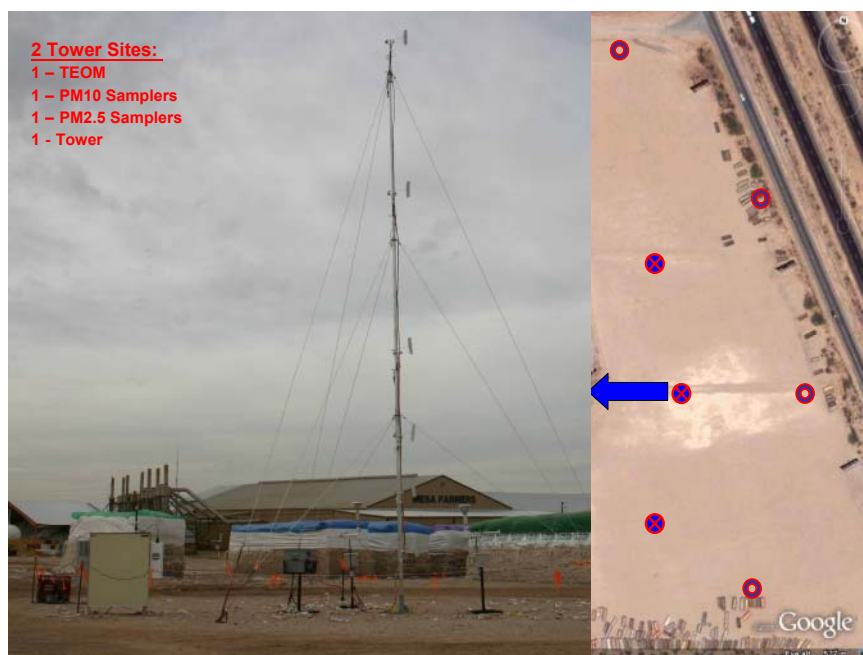 2 Tower Sites:
1 – TEOM
1 – PM10 Samplers
1 – PM2.5 Samplers
1 - Tower
MESA FARMERS
Google